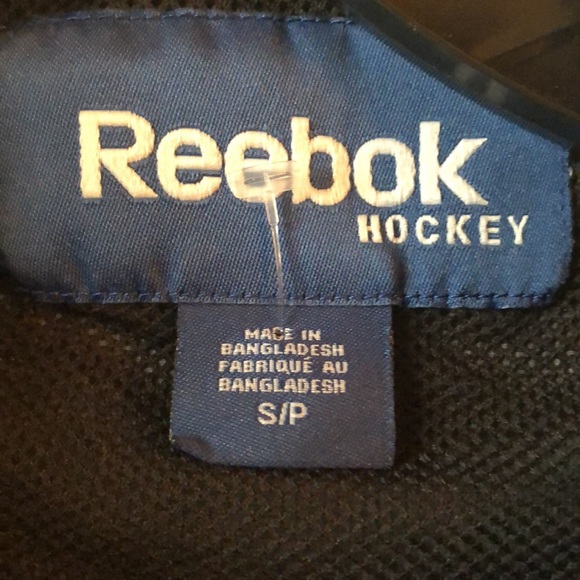 Reebok
HOCKEY
MADE IN
BANGLADESH
FABRIQUÉ AU
BANGLADESH
S/P